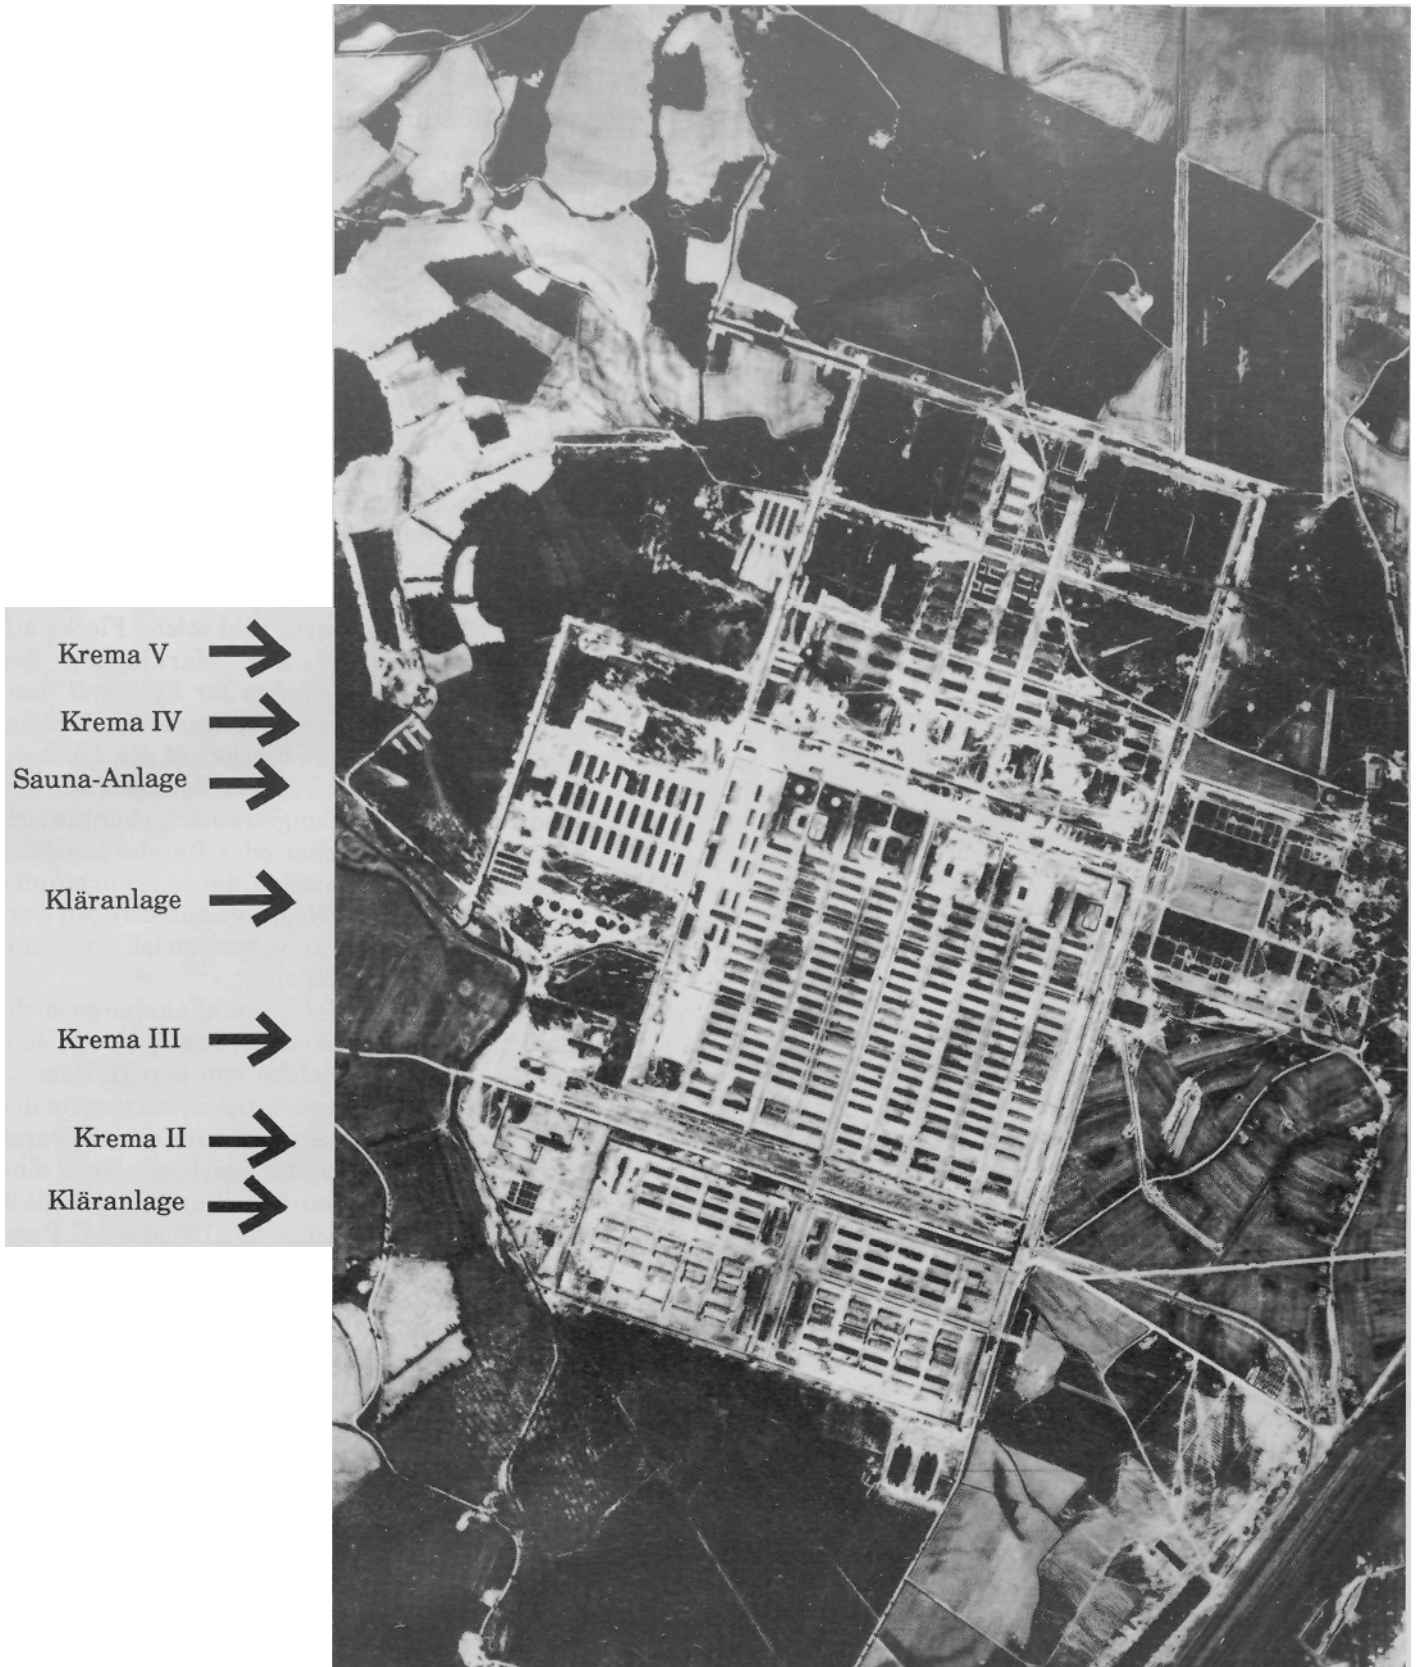 Krema V
Krema IV
Sauna-Anlage
Kläranlage
Krema III
Krema II
Kläranlage